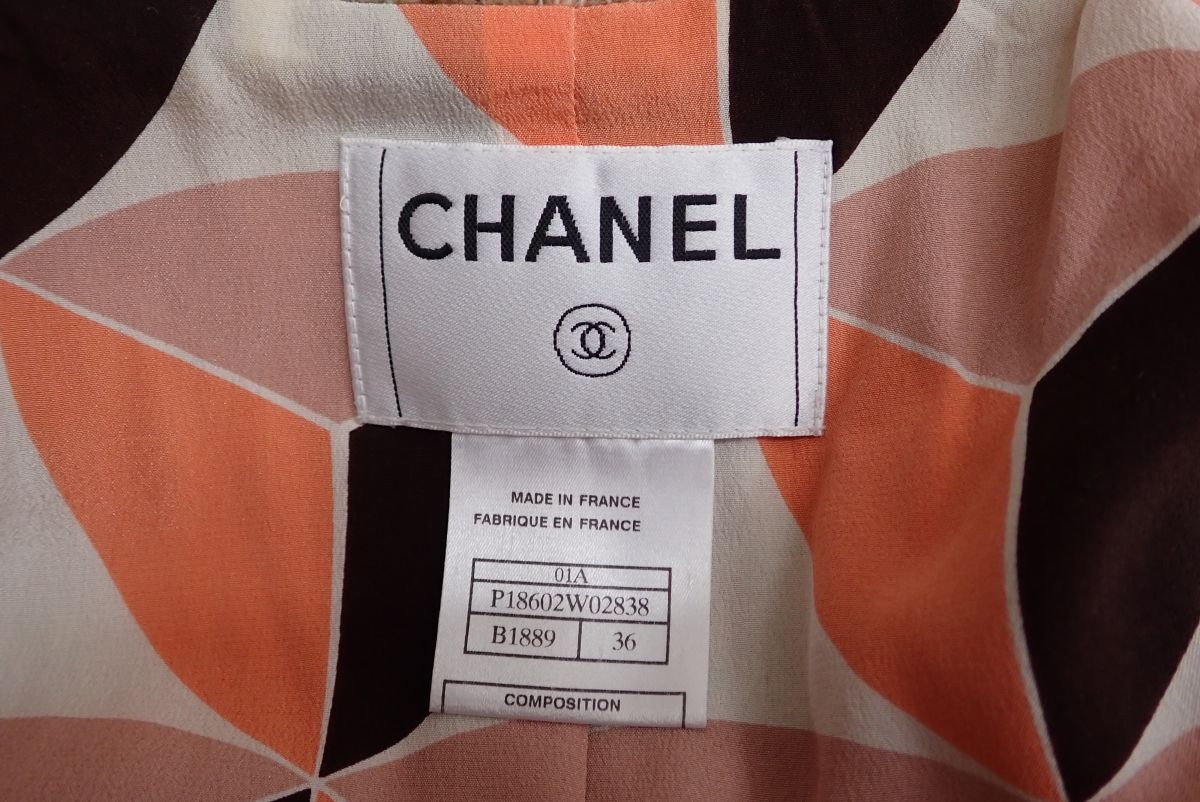 CHANEL
MADE IN FRANCE
FABRIQUE EN FRANCE
01A
P18602W02838
B1889 36
COMPOSITION